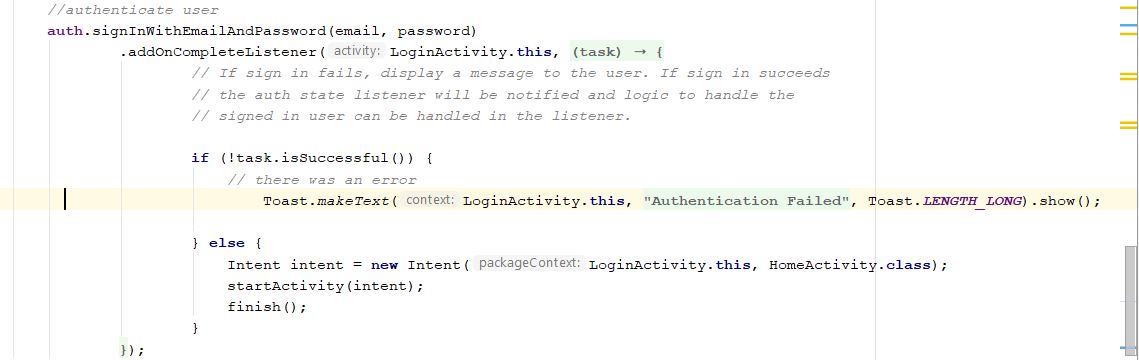 //authenticate user
auth.signInWithEmailAndPassword(email, password)
.addOnCompleteListener( activity: LoginActivity.this, (task) → {
// If sign in fails, display a message to the user. If sign in succeeds
// the auth state listener will be notified and logic to handle the
// signed in user can be handled in the listener.
if (!task.isSuccessful()) {
// there was an error
Toast.makeText( context: LoginActivity.this, "Authentication Failed", Toast.LENGTH_LONG).show();
} else {
Intent intent = new Intent( packageContext: LoginActivity.this, HomeActivity.class);
startActivity(intent);
finish();
}
});